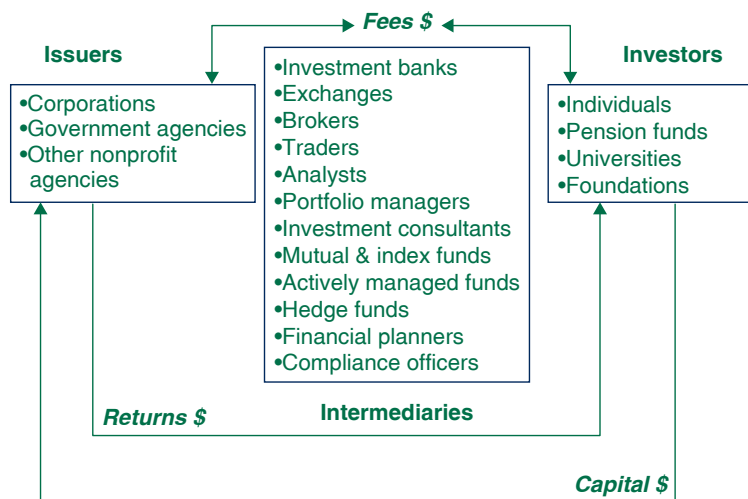 Fees $
Issuers
Investors
•Corporations
•Government agencies
•Other nonprofit
agencies
•Investment banks
•Exchanges
•Brokers
•Traders
•Analysts
•Portfolio managers
•Investment consultants
•Mutual & index funds
•Actively managed funds
•Hedge funds
•Financial planners
•Compliance officers
•Individuals
•Pension funds
•Universities
•Foundations
Returns $
Intermediaries
Capital $